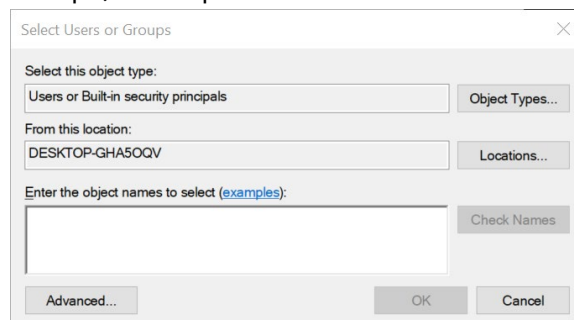 Select Users or Groups
Select this object type:
Users or Built-in security principals
Object Types...
From this location:
DESKTOP-GHA5OQV
Locations...
Enter the object names to select (examples):
Check Names
Advanced...
OK
Cancel